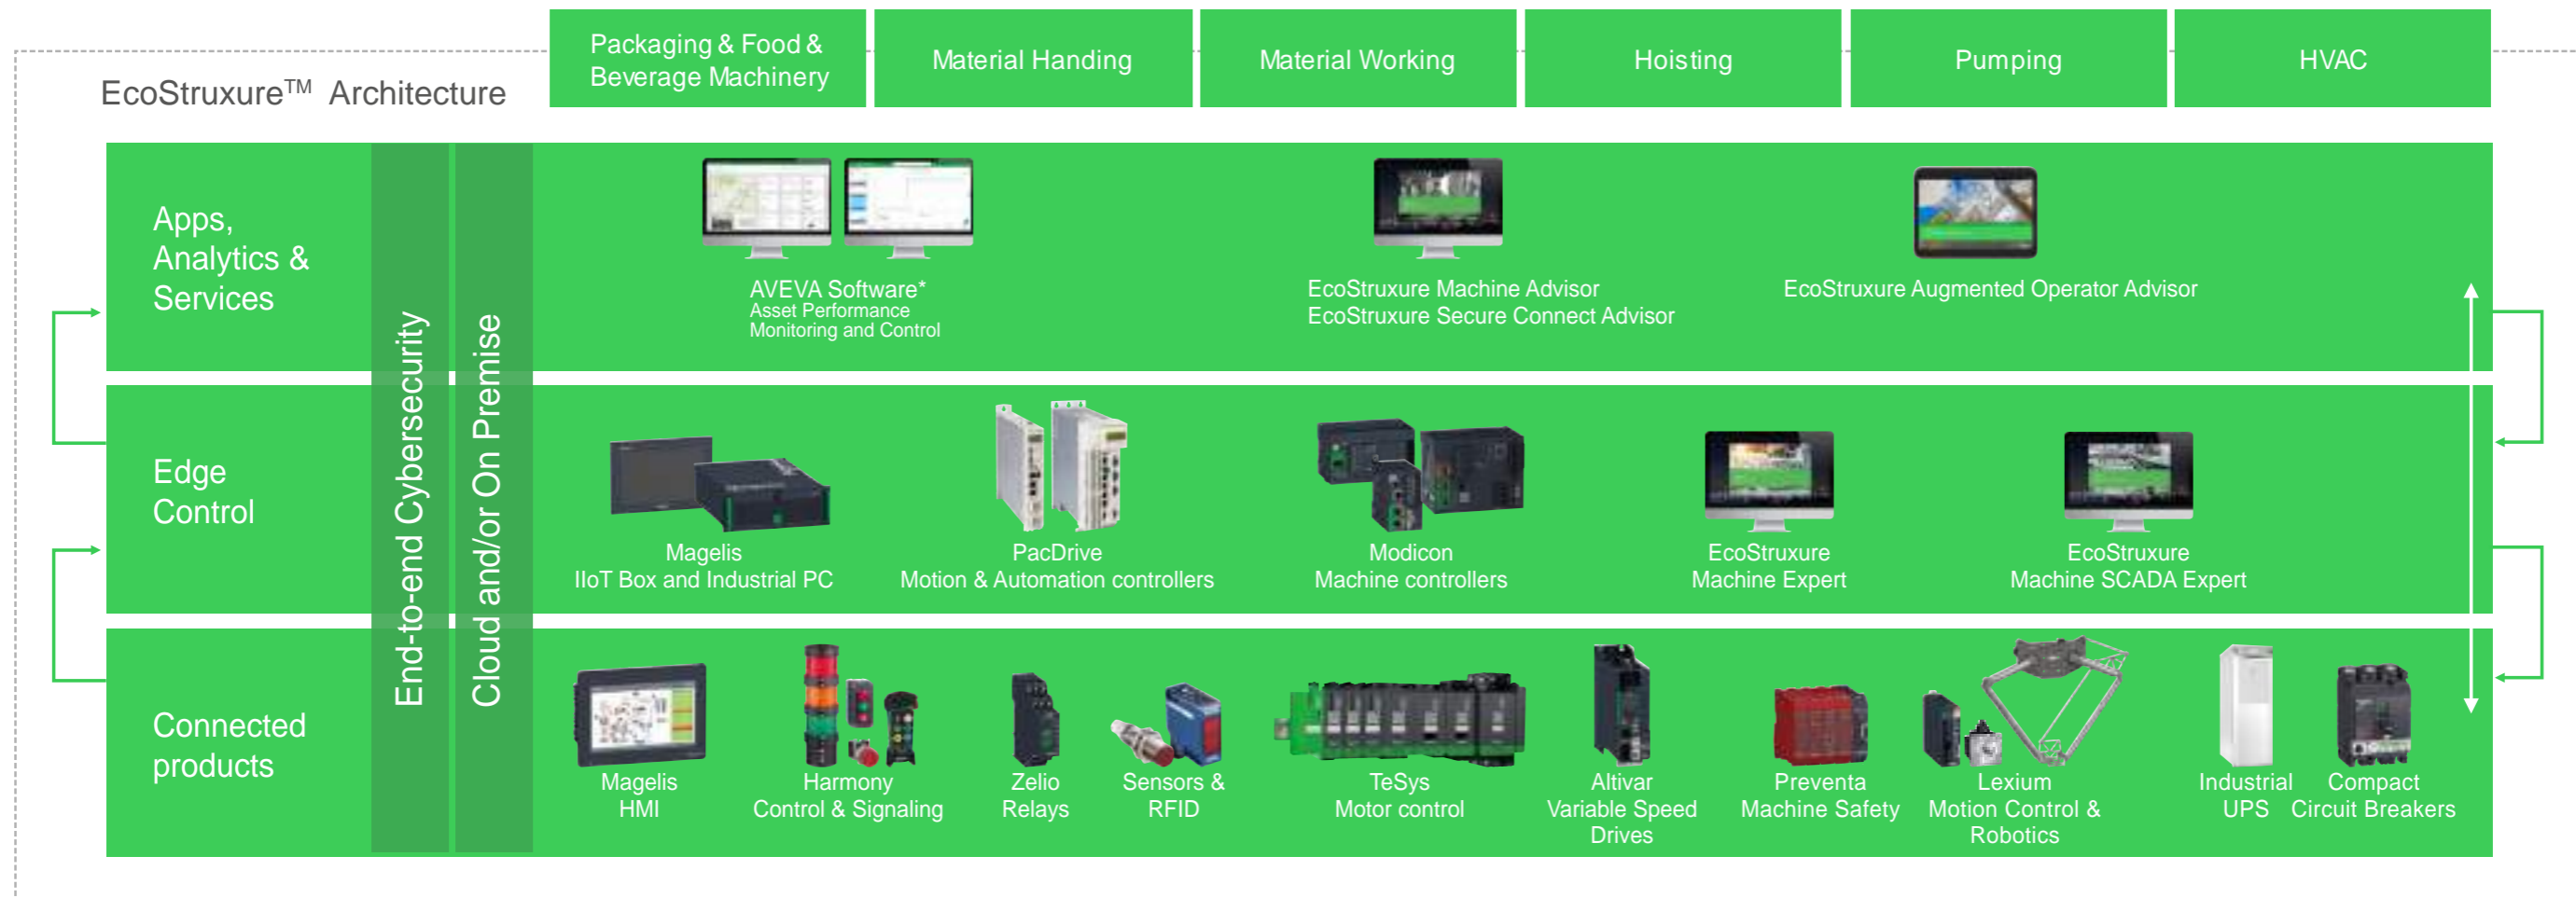 Packaging & Food &
Beverage Machinery
Material Handing
Material Working
Hoisting
Pumping
HVAC
EcoStruxure™ Architecture
Apps,
Analytics &
Services
End-to-end Cybersecurity
Cloud and/or On Premise
AVEVA Software*
Asset Performance
Monitoring and Control
EcoStruxure Machine Advisor
EcoStruxure Secure Connect Advisor
EcoStruxure Augmented Operator Advisor
Edge
Control
Magelis
IIoT Box and Industrial PC
PacDrive
Motion & Automation controllers
Modicon
Machine controllers
EcoStruxure
Machine Expert
EcoStruxure
Machine SCADA Expert
Connected
products
Magelis
HMI
Harmony
Control & Signaling
Zelio
Relays
Sensors &
RFID
TeSys
Motor control
Altivar
Variable Speed
Drives
Preventa
Machine Safety
Lexium
Motion Control &
Robotics
Industrial
UPS
Compact
Circuit Breakers